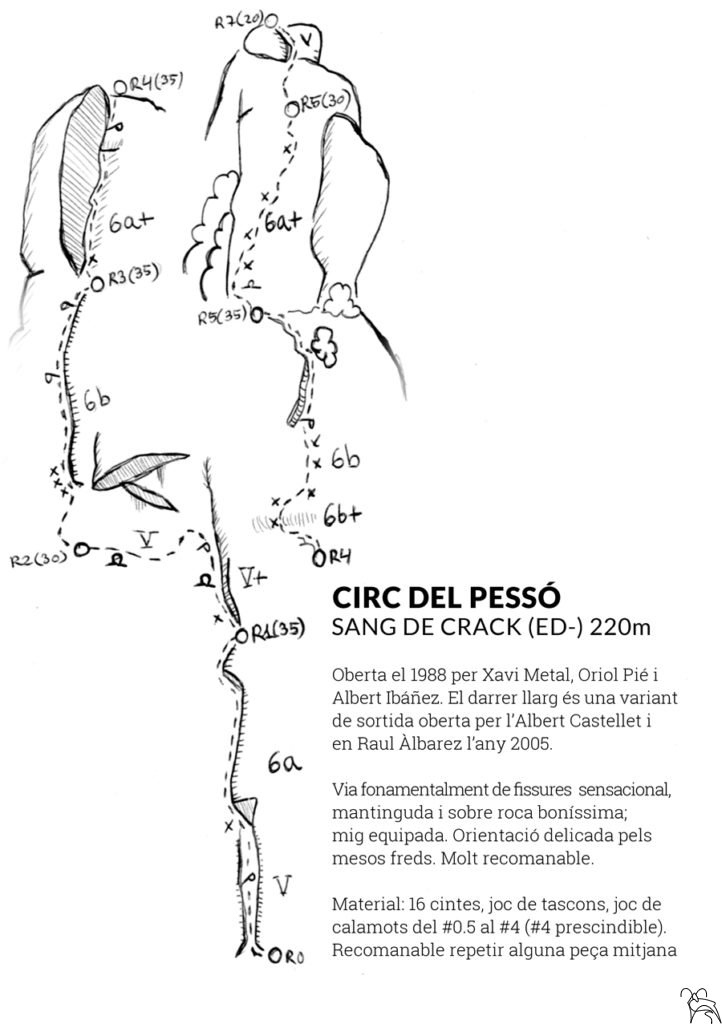 R7(20)
V
R4(35)
R5(30)
6a+
6a+
R3(35)
R5(35)
6b
6b
6b+
V
R2(30)
R4
V+
R1(35)
CIRC DEL PESSÓ
SANG DE CRACK (ED-) 220m
Oberta el 1988 per Xavi Metal, Oriol Pié i
Albert Ibáñez. El darrer llarg és una variant
de sortida oberta per l'Albert Castellet i
en Raul Àlbarez l'any 2005.
6a
Via fonamentalment de fissures sensacional,
mantinguda i sobre roca boníssima;
mig equipada. Orientació delicada pels
mesos freds. Molt recomanable.
V
Material: 16 cintes, joc de tascons, joc de
calamots del #0.5 al #4 (#4 prescindible).
Recomanable repetir alguna peça mitjana
R0